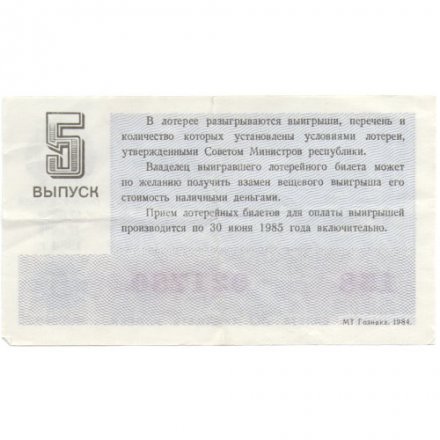 5
ВЫПУСК
В лотерее разыгрываются выигрыши, перечень и
количество которых установлены условиями лотереи,
утвержденными Советом Министров республики.
Владелец выигравшего лотерейного билета может
по желанию получить взамен вещевого выигрыша его
стоимость наличными деньгами.
Прием лотерейных билетов для оплаты выигрышей
производится по 30 июня 1985 года включительно.
МТ Гознака. 1984.